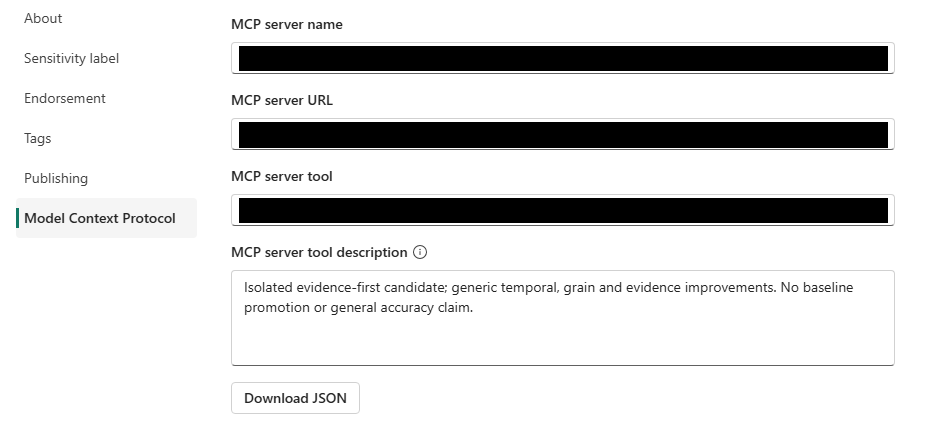 About
Sensitivity label
Endorsement
Tags
Publishing
Model Context Protocol
MCP server name
MCP server URL
MCP server tool
MCP server tool description
Isolated evidence-first candidate; generic temporal, grain and evidence improvements. No baseline
promotion or general accuracy claim.
Download JSON